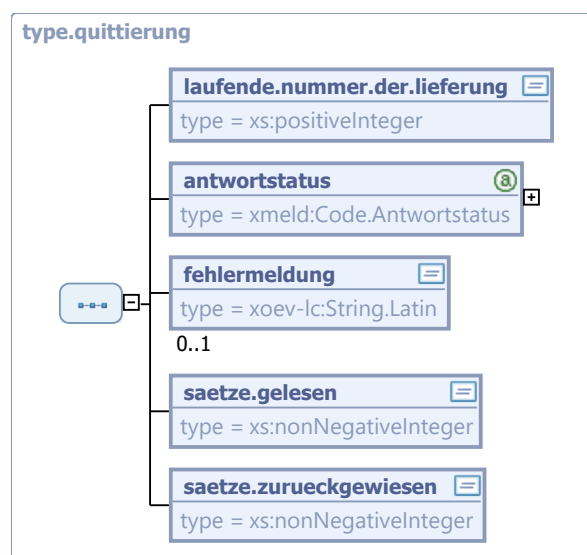 type.quittierung
laufende.nummer.der.lieferung
type = xs:positiveInteger
antwortstatus
type = xmeld:Code.Antwortstatus
fehlermeldung
type = xoev-lc:String.Latin
0..1
saetze.gelesen
type = xs:nonNegativeInteger
saetze.zurueckgewiesen
type = xs:nonNegativeInteger